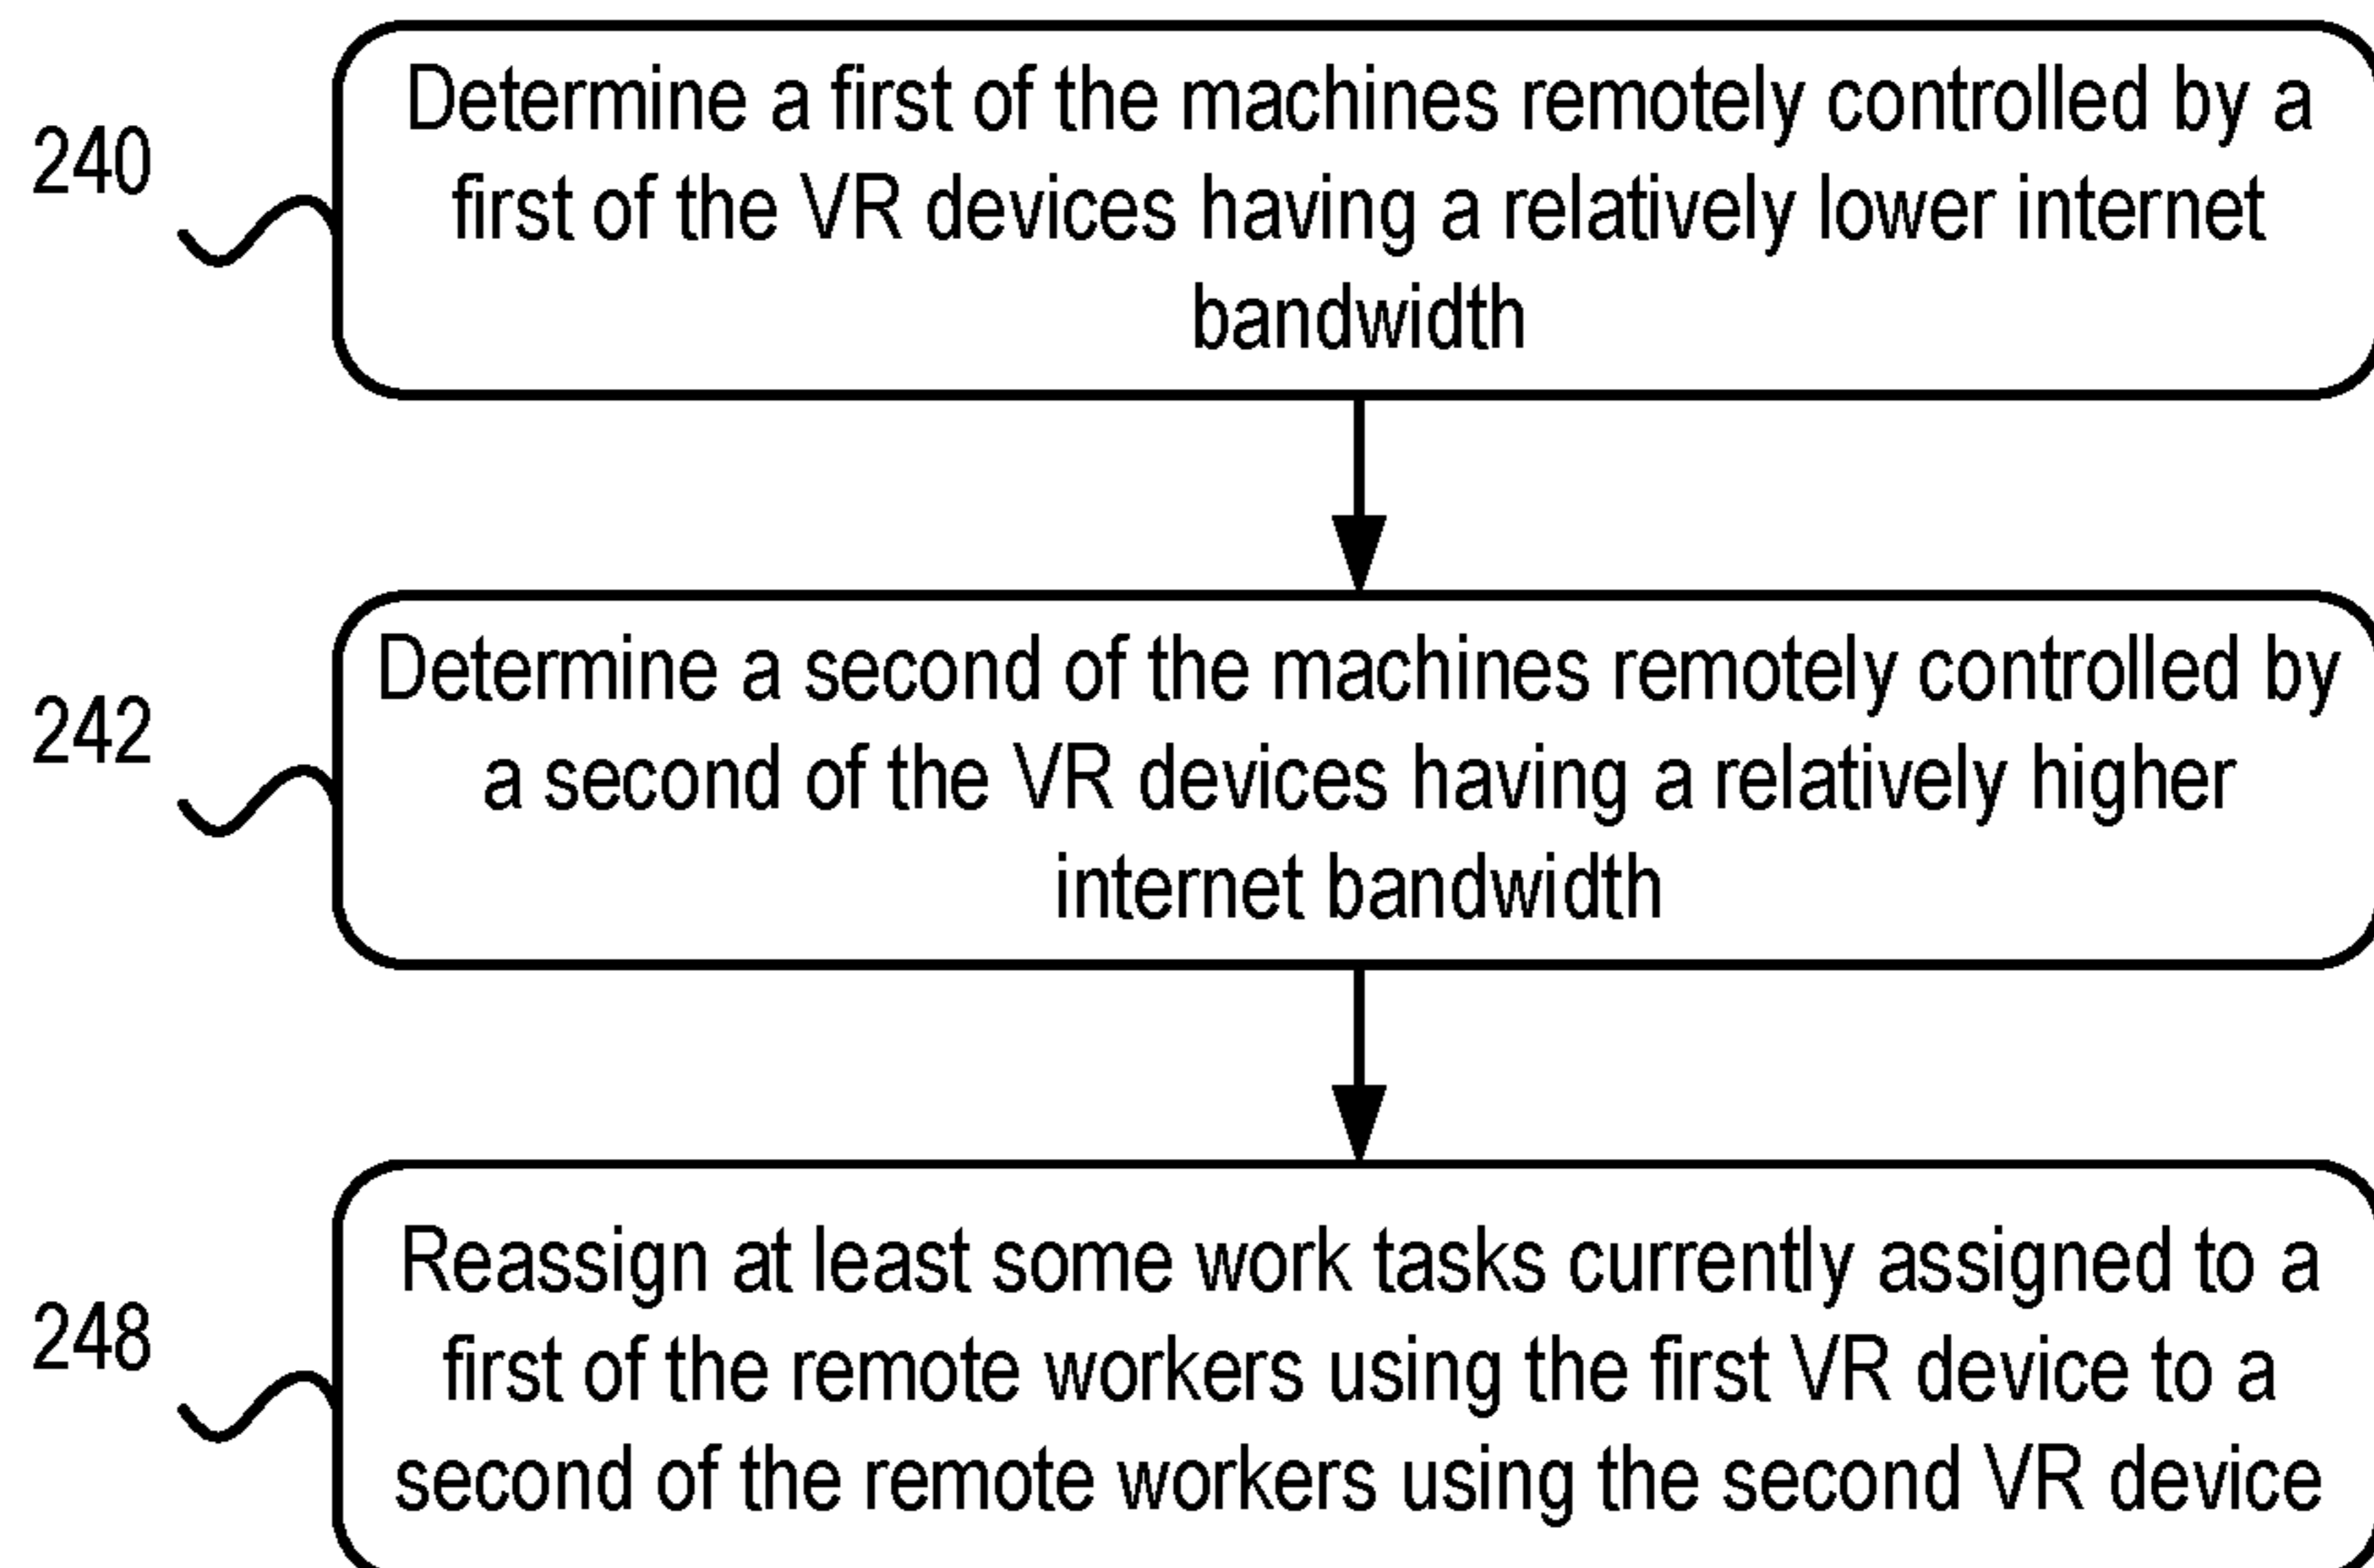 240
Determine a first of the machines remotely controlled by a
first of the VR devices having a relatively lower internet
bandwidth
242
Determine a second of the machines remotely controlled by
a second of the VR devices having a relatively higher
internet bandwidth
248
Reassign at least some work tasks currently assigned to a
first of the remote workers using the first VR device to a
second of the remote workers using the second VR device